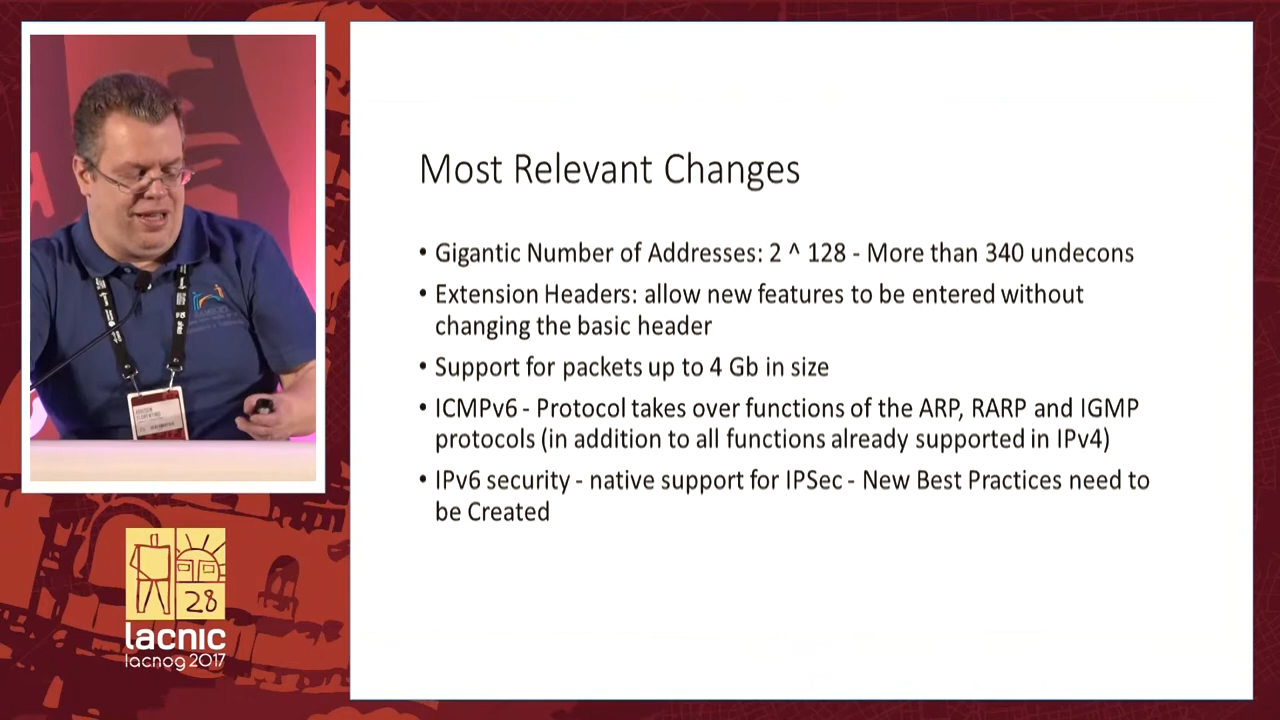 Most Relevant Changes
• Gigantic Number of Addresses: 2 ^ 128 - More than 340 undecons
• Extension Headers: allow new features to be entered without
changing the basic header
• Support for packets up to 4 Gb in size
• ICMPv6 - Protocol takes over functions of the ARP, RARP and IGMP
protocols (in addition to all functions already supported in IPv4)
• IPv6 security - native support for IPSec - New Best Practices need to
be Created
28
lacnic
lacnog 2017